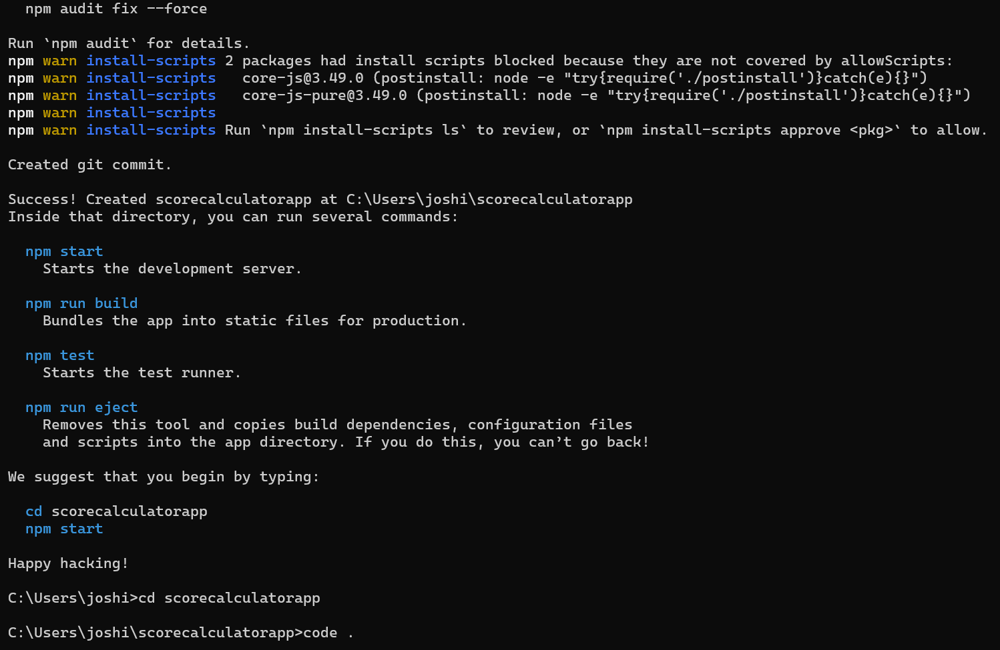 npm audit fix --force
Run `npm audit` for details.
npm warn install-scripts 2 packages had install scripts blocked because they are not covered by allowScripts:
npm warn install-scripts   core-js@3.49.0 (postinstall: node -e "try{require('./postinstall')}catch(e){}")
npm warn install-scripts   core-js-pure@3.49.0 (postinstall: node -e "try{require('./postinstall')}catch(e){}")
npm warn install-scripts
npm warn install-scripts Run `npm install-scripts ls` to review, or `npm install-scripts approve <pkg>` to allow.
Created git commit.
Success! Created scorecalculatorapp at C:\Users\joshi\scorecalculatorapp
Inside that directory, you can run several commands:
npm start
Starts the development server.
npm run build
Bundles the app into static files for production.
npm test
Starts the test runner.
npm run eject
Removes this tool and copies build dependencies, configuration files
and scripts into the app directory. If you do this, you can’t go back!
We suggest that you begin by typing:
cd scorecalculatorapp
npm start
Happy hacking!
C:\Users\joshi>cd scorecalculatorapp
C:\Users\joshi\scorecalculatorapp>code .